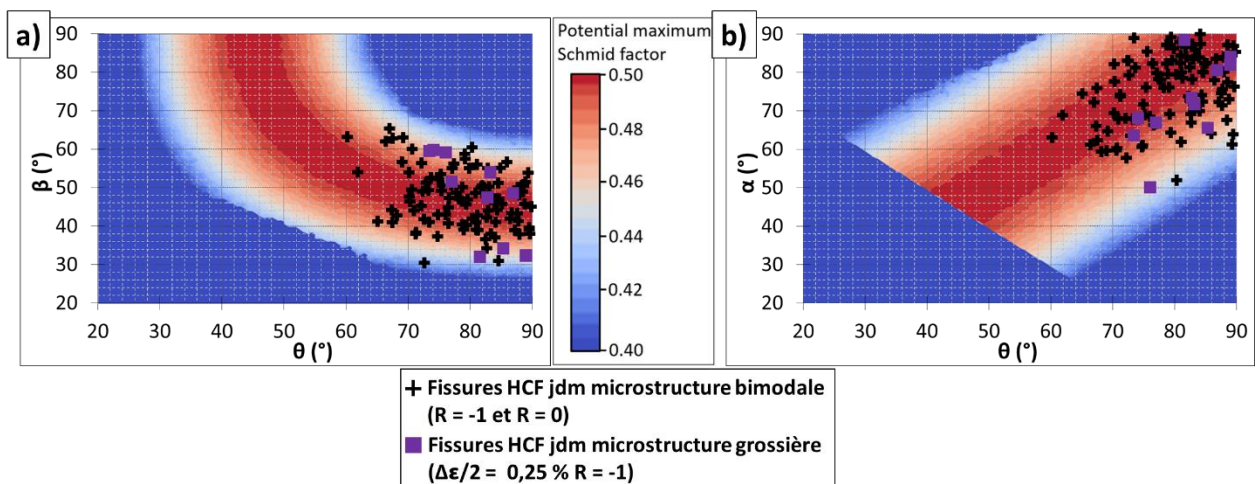 a)
90
80
70
60
50
40
30
20
β (°)
20 30 40 50 60 70 80 90
θ (°)
Potential maximum
Schmid factor
0.50
0.48
0.46
0.44
0.42
0.40
b)
90
80
70
60
50
40
30
20
α (°)
20 30 40 50 60 70 80 90
θ (°)
Fissures HCF jdm microstructure bimodale
(R = -1 et R = 0)
Fissures HCF jdm microstructure grossière
(Δε/2 = 0,25 % R = -1)